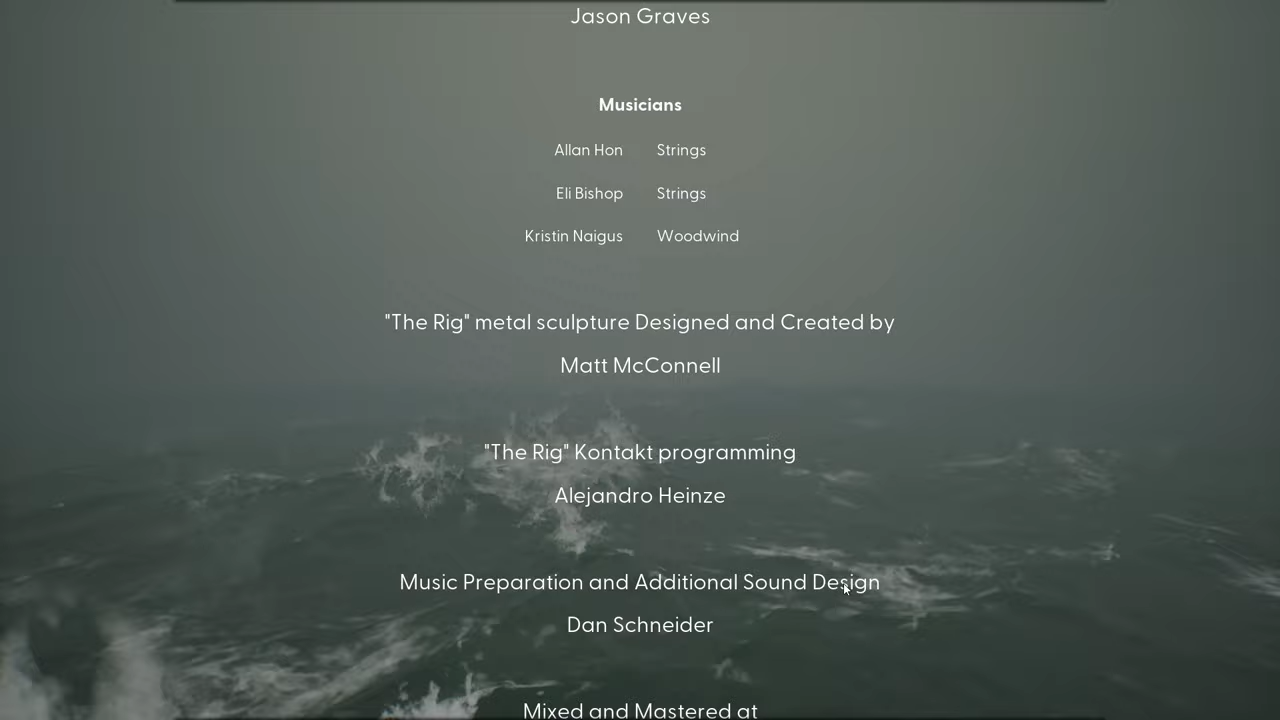 Jason Graves
Musicians
Allan Hon Strings
Eli Bishop Strings
Kristin Naigus Woodwind
"The Rig" metal sculpture Designed and Created by
Matt McConnell
"The Rig" Kontakt programming
Alejandro Heinze
Music Preparation and Additional Sound Design
Dan Schneider
Mixed and Mastered at